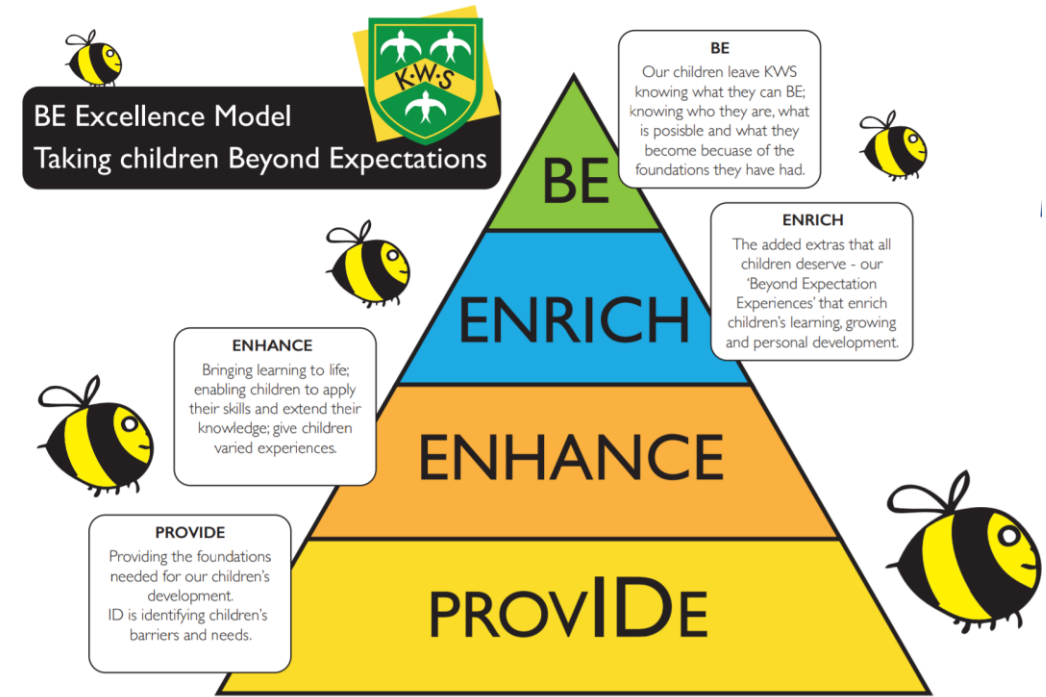 BE Excellence Model
Taking children Beyond Expectations
K·W·S
BE
Our children leave KWS
knowing what they can BE;
knowing who they are, what
is posisble and what they
become becuase of the
foundations they have had.
BE
ENRICH
The added extras that all
children deserve - our
‘Beyond Expectation
Experiences’ that enrich
children’s learning, growing
and personal development.
ENRICH
ENHANCE
Bringing learning to life;
enabling children to apply
their skills and extend their
knowledge; give children
varied experiences.
ENHANCE
PROVIDE
Providing the foundations
needed for our children’s
development.
ID is identifying children’s
barriers and needs.
PROVIDE